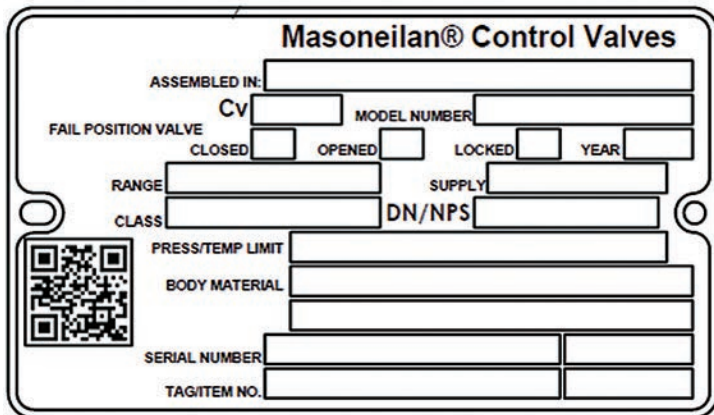 Masoneilan® Control Valves
ASSEMBLED IN:
Cv MODEL NUMBER
FAIL POSITION VALVE
CLOSED OPENED LOCKED YEAR
RANGE SUPPLY
CLASS DN/NPS
PRESS/TEMP LIMIT
BODY MATERIAL
SERIAL NUMBER
TAG/ITEM NO.